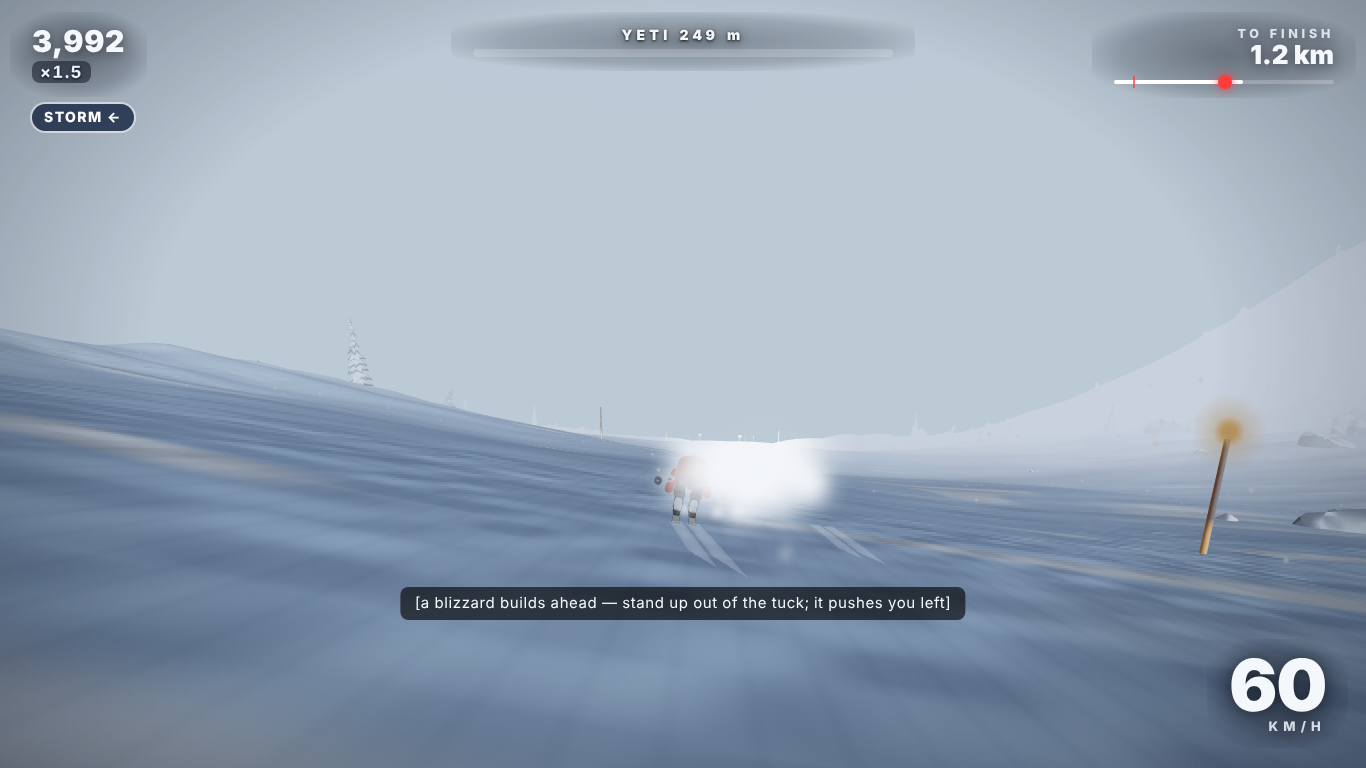 3,992
×1.5
STORM ←
YETI 249 m
TO FINISH
1.2 km
[a blizzard builds ahead — stand up out of the tuck; it pushes you left]
60
KM/H